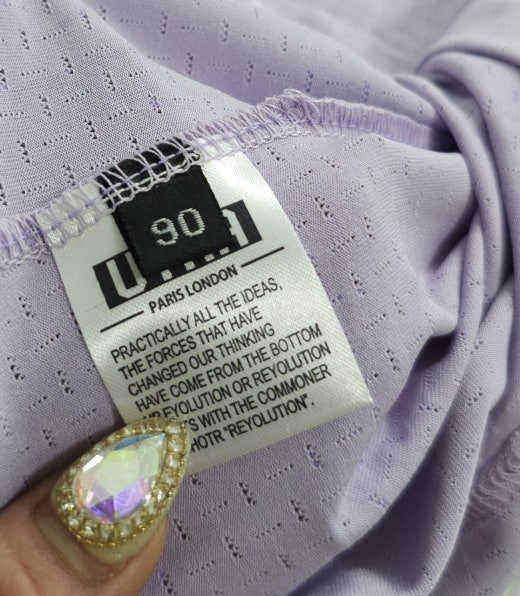 90
PARIS LONDON
PRACTICALLY ALL THE IDEAS,
THE FORCES THAT HAVE
CHANGED OUR THINKING
HAVE COME FROM THE BOTTOM
EVOLUTION OR REVOLUTION
WITH THE COMMONER
"REVOLUTION".